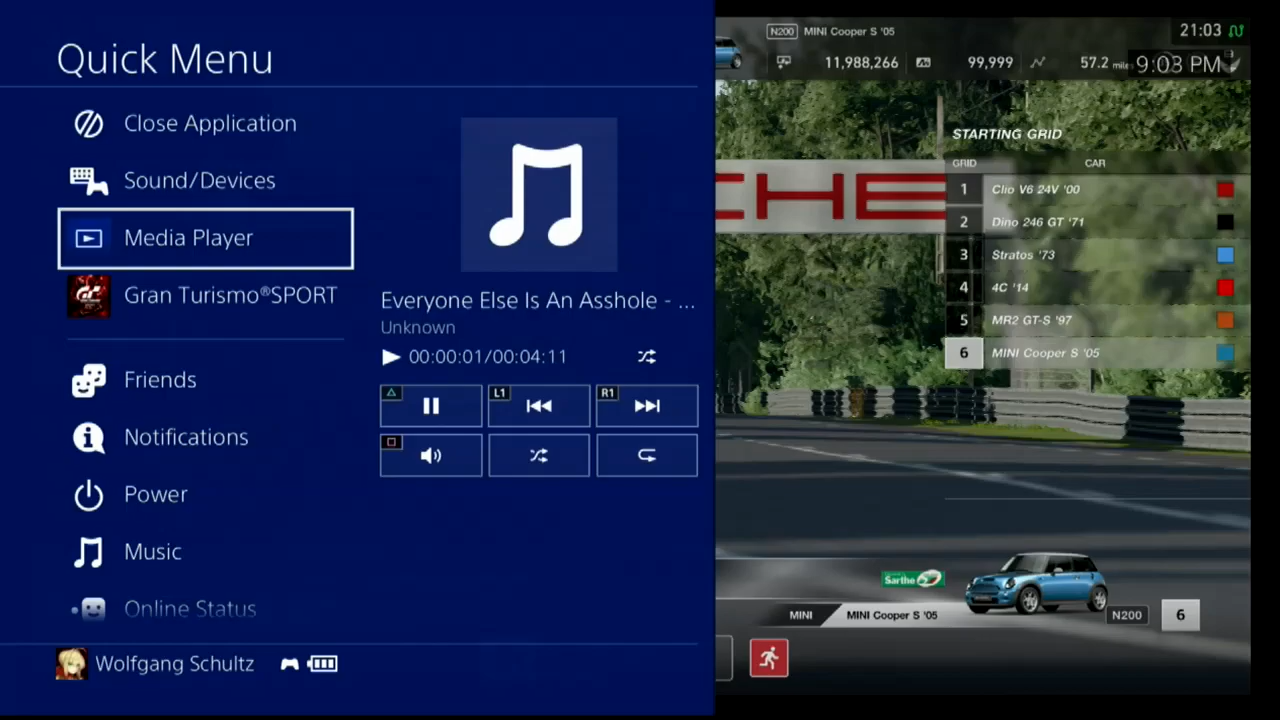 Quick Menu
Close Application
Sound/Devices
Media Player
Gran Turismo®SPORT
Friends
Notifications
Power
Music
Online Status
Wolfgang Schultz
Everyone Else Is An Asshole - ...
Unknown
00:00:01/00:04:11
L1
R1
N200 MINI Cooper S '05
21:03
11,988,266
99,999
57.2 miles
9:03 PM
CHE
STARTING GRID
GRID CAR
1 Clio V6 24V '00
2 Dino 246 GT '71
3 Stratos '73
4 4C '14
5 MR2 GT-S '97
6 MINI Cooper S '05
Sarthe
MINI MINI Cooper S '05 N200 6